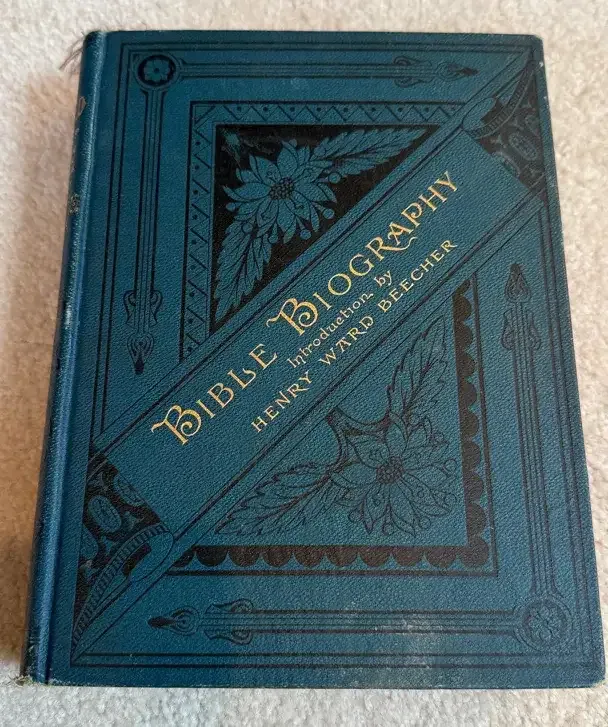 BIBLE BIOGRAPHY
Introduction by
HENRY WARD BEECHER